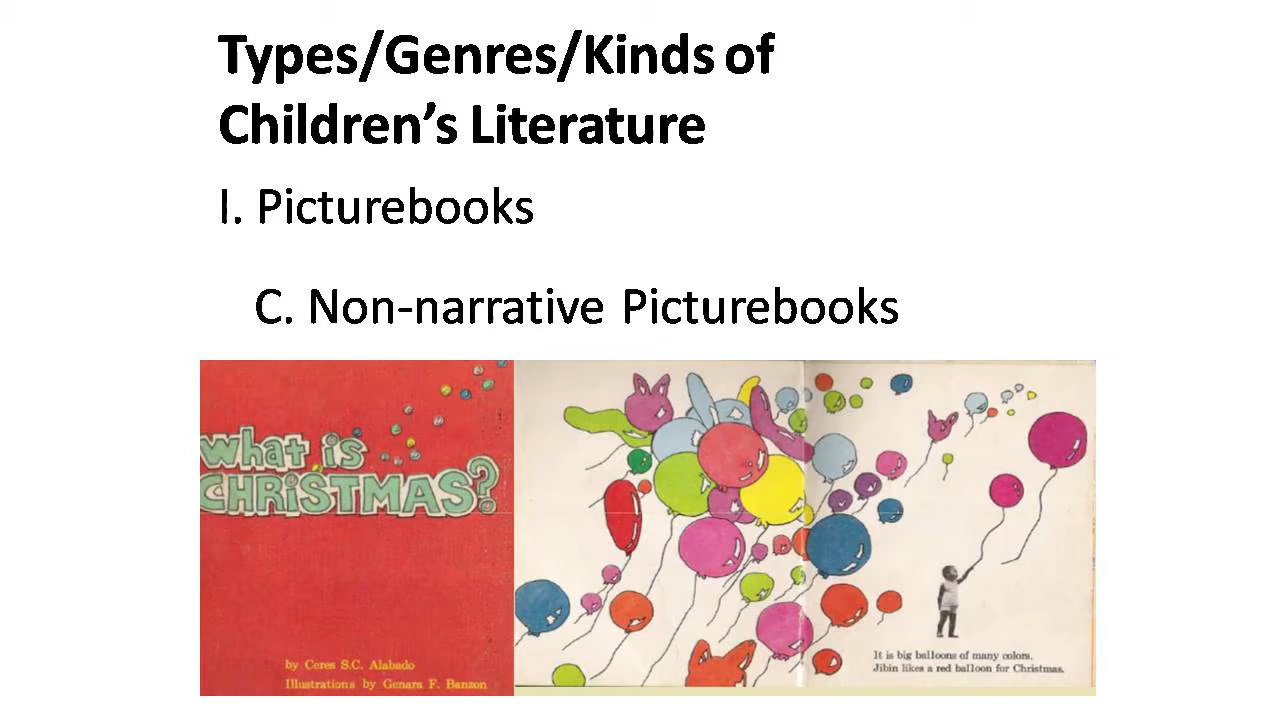 Types/Genres/Kinds of
Children's Literature
I. Picturebooks
C. Non-narrative Picturebooks
What is
CHRiSTMAS?
by Ceres S.C. Alabado
Illustrations by Genara F. Banzon
It is big balloons of many colors.
Jibin likes a red balloon for Christmas.